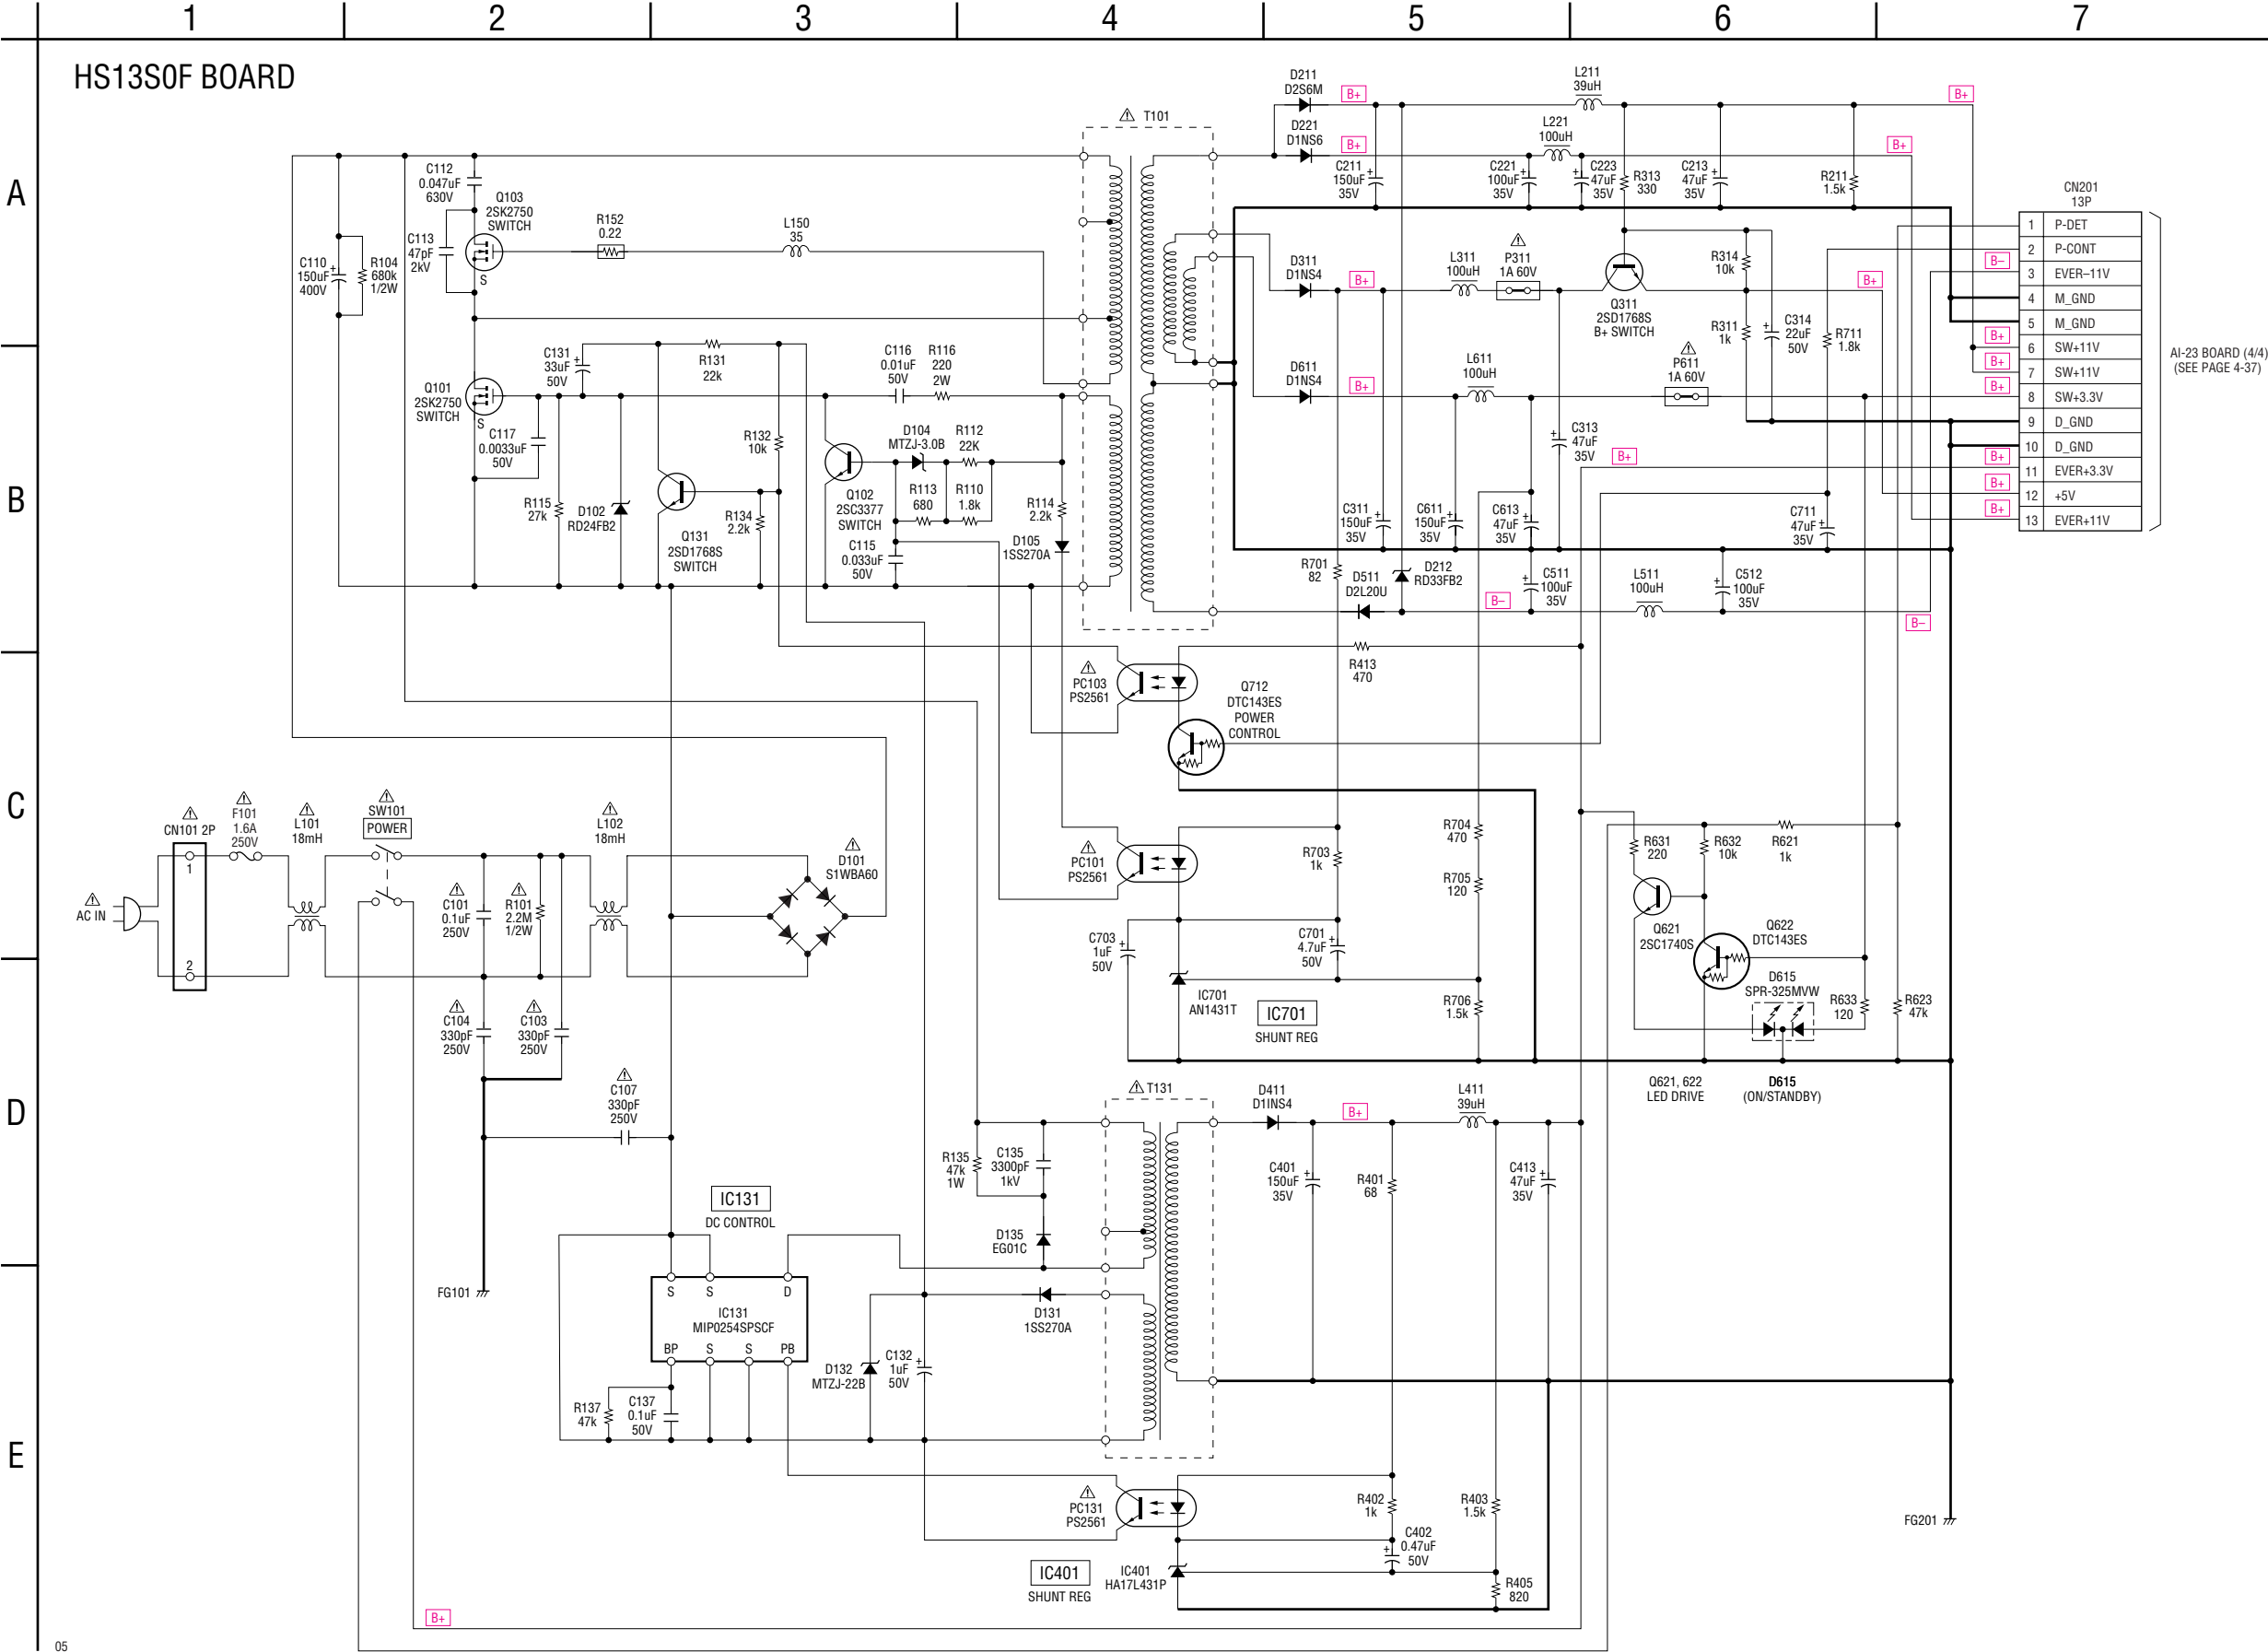 1 2 3 4 5 6 7
A
B
C
D
E
HS13S0F BOARD
C110
150uF
400V
R104
680k
1/2W
C112
0.047uF
630V
C113
47pF
2kV
Q103
2SK2750
SWITCH
S
R152
0.22
L150
35
T101
D211
D2S6M
B+
D221
D1NS6
B+
L211
39uH
L221
100uH
C211
150uF
35V
C221
100uF
35V
C223
47uF
35V
R313
330
C213
47uF
35V
R211
1.5k
B+
B+
CN201
13P
1 P-DET
2 P-CONT
3 EVER–11V
4 M_GND
5 M_GND
6 SW+11V
7 SW+11V
8 SW+3.3V
9 D_GND
10 D_GND
11 EVER+3.3V
12 +5V
13 EVER+11V
B–
B+
B+
B+
B+
B+
B+
AI-23 BOARD (4/4)
(SEE PAGE 4-37)
D311
D1NS4
B+
L311
100uH
P311
1A 60V
Q311
2SD1768S
B+ SWITCH
R314
10k
B+
R311
1k
C314
22uF
50V
R711
1.8k
Q101
2SK2750
SWITCH
S
C131
33uF
50V
R131
22k
C116
0.01uF
50V
R116
220
2W
D611
D1NS4
B+
L611
100uH
P611
1A 60V
C117
0.0033uF
50V
R132
10k
D104
MTZJ-3.0B
R112
22K
C313
47uF
35V
B+
R115
27k
D102
RD24FB2
Q131
2SD1768S
SWITCH
R134
2.2k
Q102
2SC3377
SWITCH
R113
680
R110
1.8k
R114
2.2k
C115
0.033uF
50V
D105
1SS270A
C311
150uF
35V
C611
150uF
35V
C613
47uF
35V
C711
47uF
35V
R701
82
D511
D2L20U
D212
RD33FB2
B–
C511
100uF
35V
L511
100uH
C512
100uF
35V
B–
R413
470
PC103
PS2561
Q712
DTC143ES
POWER
CONTROL
CN101 2P
1
2
F101
1.6A
250V
L101
18mH
SW101
POWER
L102
18mH
D101
S1WBA60
AC IN
C101
0.1uF
250V
R101
2.2M
1/2W
PC101
PS2561
R703
1k
R704
470
R705
120
R631
220
R632
10k
R621
1k
Q621
2SC1740S
Q622
DTC143ES
C703
1uF
50V
C701
4.7uF
50V
IC701
AN1431T
IC701
SHUNT REG
R706
1.5k
D615
SPR-325MVW
R633
120
R623
47k
C104
330pF
250V
C103
330pF
250V
C107
330pF
250V
T131
D411
D1INS4
B+
L411
39uH
Q621, 622
LED DRIVE
D615
(ON/STANDBY)
R135
47k
1W
C135
3300pF
1kV
C401
150uF
35V
R401
68
C413
47uF
35V
IC131
DC CONTROL
D135
EG01C
FG101
S S D
IC131
MIP0254SPSCF
BP S S PB
D131
1SS270A
D132
MTZJ-22B
C132
1uF
50V
R137
47k
C137
0.1uF
50V
PC131
PS2561
R402
1k
R403
1.5k
C402
0.47uF
50V
IC401
SHUNT REG
IC401
HA17L431P
R405
820
FG201
B+
05